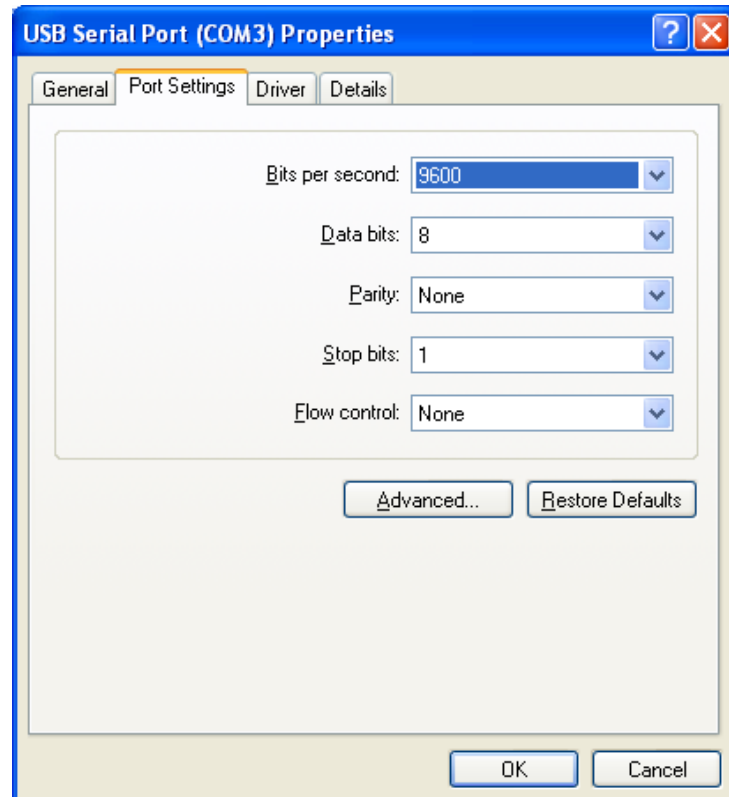 USB Serial Port (COM3) Properties
General Port Settings Driver Details
Bits per second: 9600
Data bits: 8
Parity: None
Stop bits: 1
Flow control: None
Advanced... Restore Defaults
OK Cancel